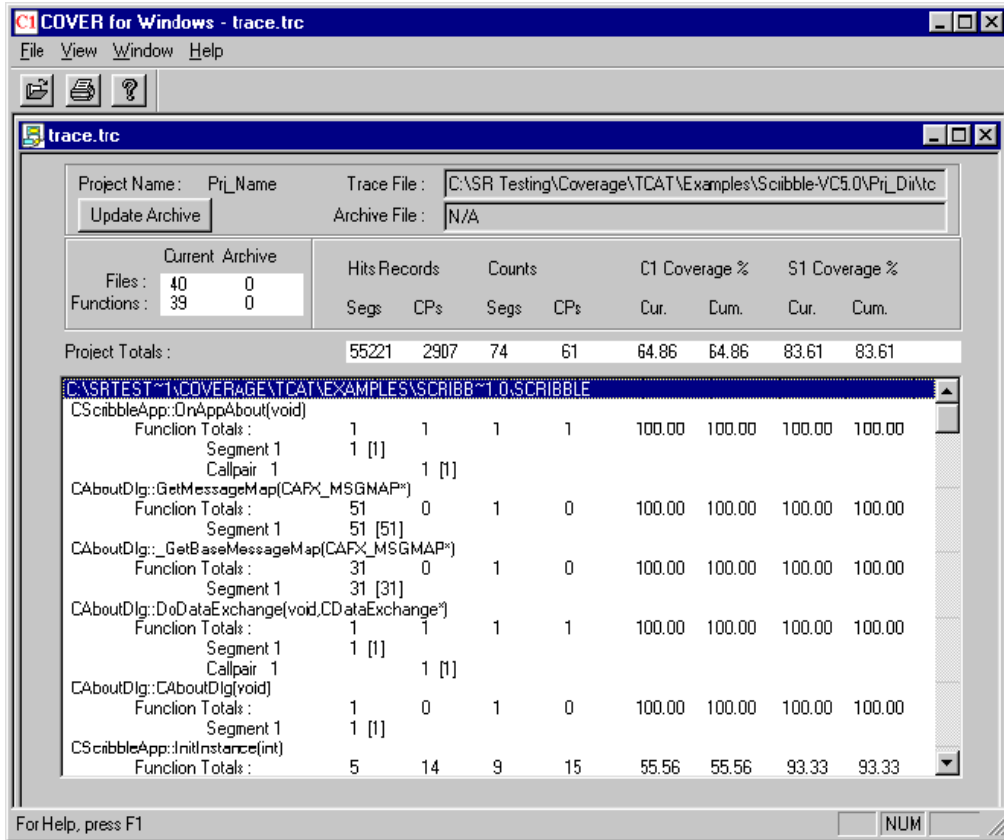 C1 COVER for Windows - trace.trc
File View Window Help
trace.trc
Project Name : Prj_Name Trace File : C:\SR Testing\Coverage\TCAT\Examples\Scribble-VC5.0\Prj_Dir\tc
Update Archive Archive File : N/A
Current Archive
Files : 40 0
Functions : 39 0
Hits Records Counts C1 Coverage % S1 Coverage %
Segs CPs Segs CPs Cur. Cum. Cur. Cum.
Project Totals : 55221 2907 74 61 64.86 64.86 83.61 83.61
C:\SRTEST~1\COVERAGE\TCAT\EXAMPLES\SCRIBB~1.0\SCRIBBLE
CScribbleApp::OnAppAbout(void)
Function Totals : 1 1 1 1 100.00 100.00 100.00 100.00
Segment 1 1 [1]
Callpair 1 1 [1]
CAboutDlg::GetMessageMap(CAFX_MSGMAP*)
Function Totals : 51 0 1 0 100.00 100.00 100.00 100.00
Segment 1 51 [51]
CAboutDlg::_GetBaseMessageMap(CAFX_MSGMAP*)
Function Totals : 31 0 1 0 100.00 100.00 100.00 100.00
Segment 1 31 [31]
CAboutDlg::DoDataExchange(void,CDataExchange*)
Function Totals : 1 1 1 1 100.00 100.00 100.00 100.00
Segment 1 1 [1]
Callpair 1 1 [1]
CAboutDlg::CAboutDlg(void)
Function Totals : 1 0 1 0 100.00 100.00 100.00 100.00
Segment 1 1 [1]
CScribbleApp::InitInstance(int)
Function Totals : 5 14 9 15 55.56 55.56 93.33 93.33
For Help, press F1 NUM